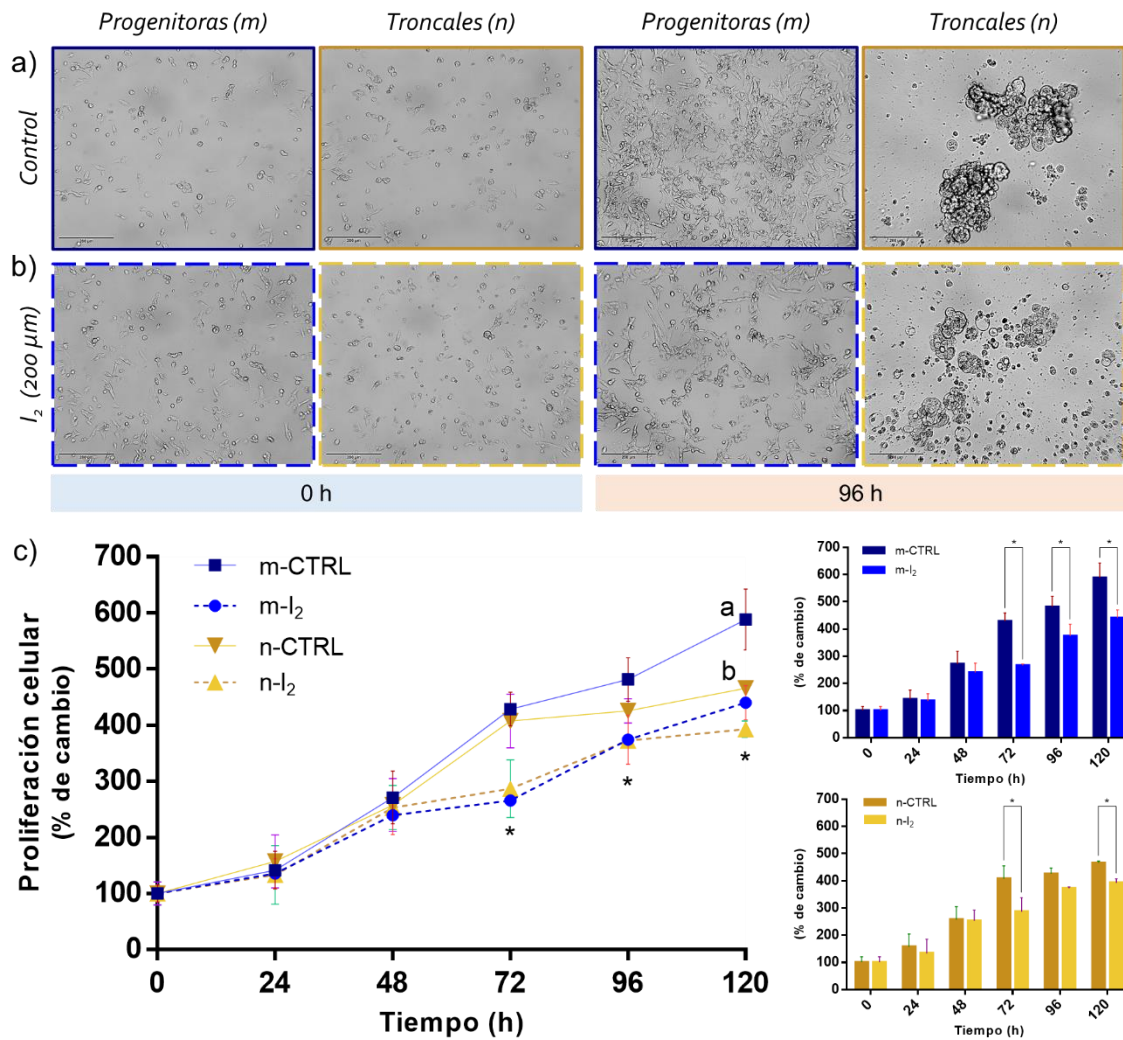 Progenitoras (m)
Troncales (n)
Progenitoras (m)
Troncales (n)
a)
Control
b)
I₂ (200 µm)
0 h
96 h
c)
Proliferación celular
(% de cambio)
700
600
500
400
300
200
100
0
0
24
48
72
96
120
Tiempo (h)
m-CTRL
m-I₂
n-CTRL
n-I₂
a
b
*
*
*
(% de cambio)
700
600
500
400
300
200
100
0
m-CTRL
m-I₂
*
*
*
0
24
48
72
96
120
Tiempo (h)
(% de cambio)
700
600
500
400
300
200
100
0
n-CTRL
n-I₂
*
*
0
24
48
72
96
120
Tiempo (h)